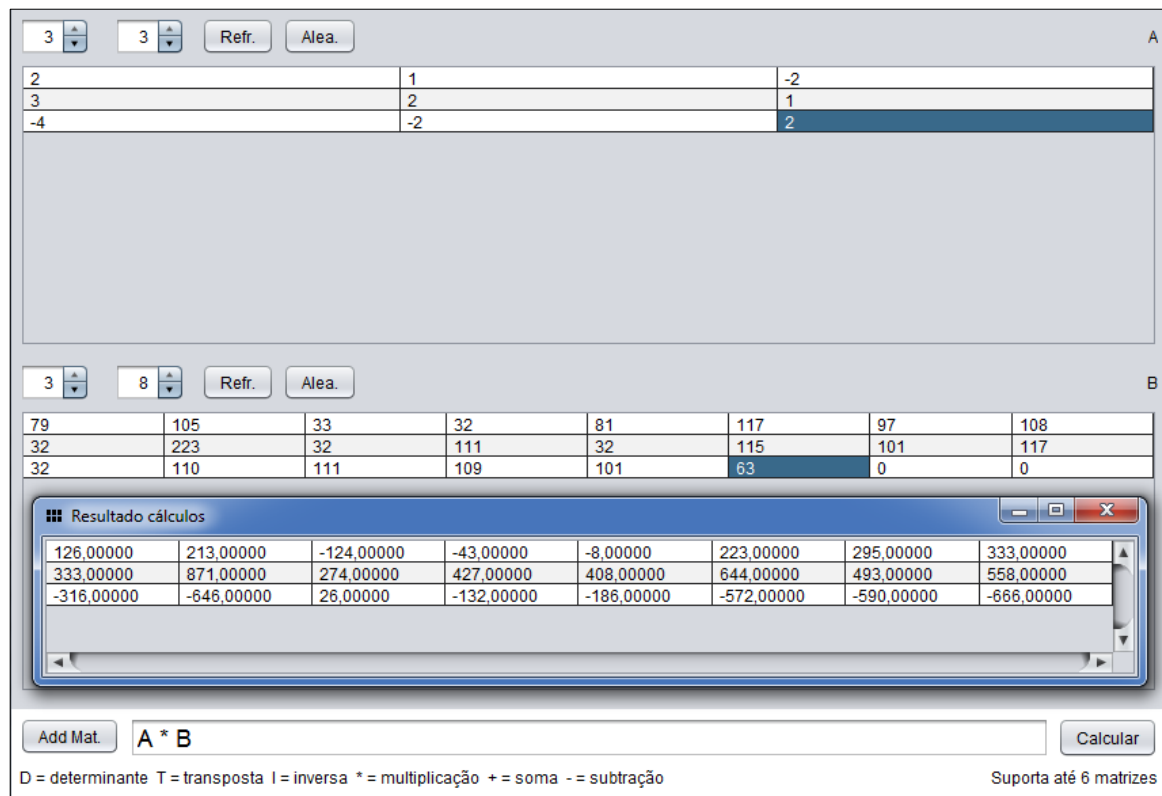 3 3 Refr. Alea. A
2 1 -2
3 2 1
-4 -2 2
3 8 Refr. Alea. B
79 105 33 32 81 117 97 108
32 223 32 111 32 115 101 117
32 110 111 109 101 63 0 0
Resultado cálculos
126,00000 213,00000 -124,00000 -43,00000 -8,00000 223,00000 295,00000 333,00000
333,00000 871,00000 274,00000 427,00000 408,00000 644,00000 493,00000 558,00000
-316,00000 -646,00000 26,00000 -132,00000 -186,00000 -572,00000 -590,00000 -666,00000
Add Mat. A * B Calcular
D = determinante T = transposta I = inversa * = multiplicação + = soma - = subtração Suporta até 6 matrizes